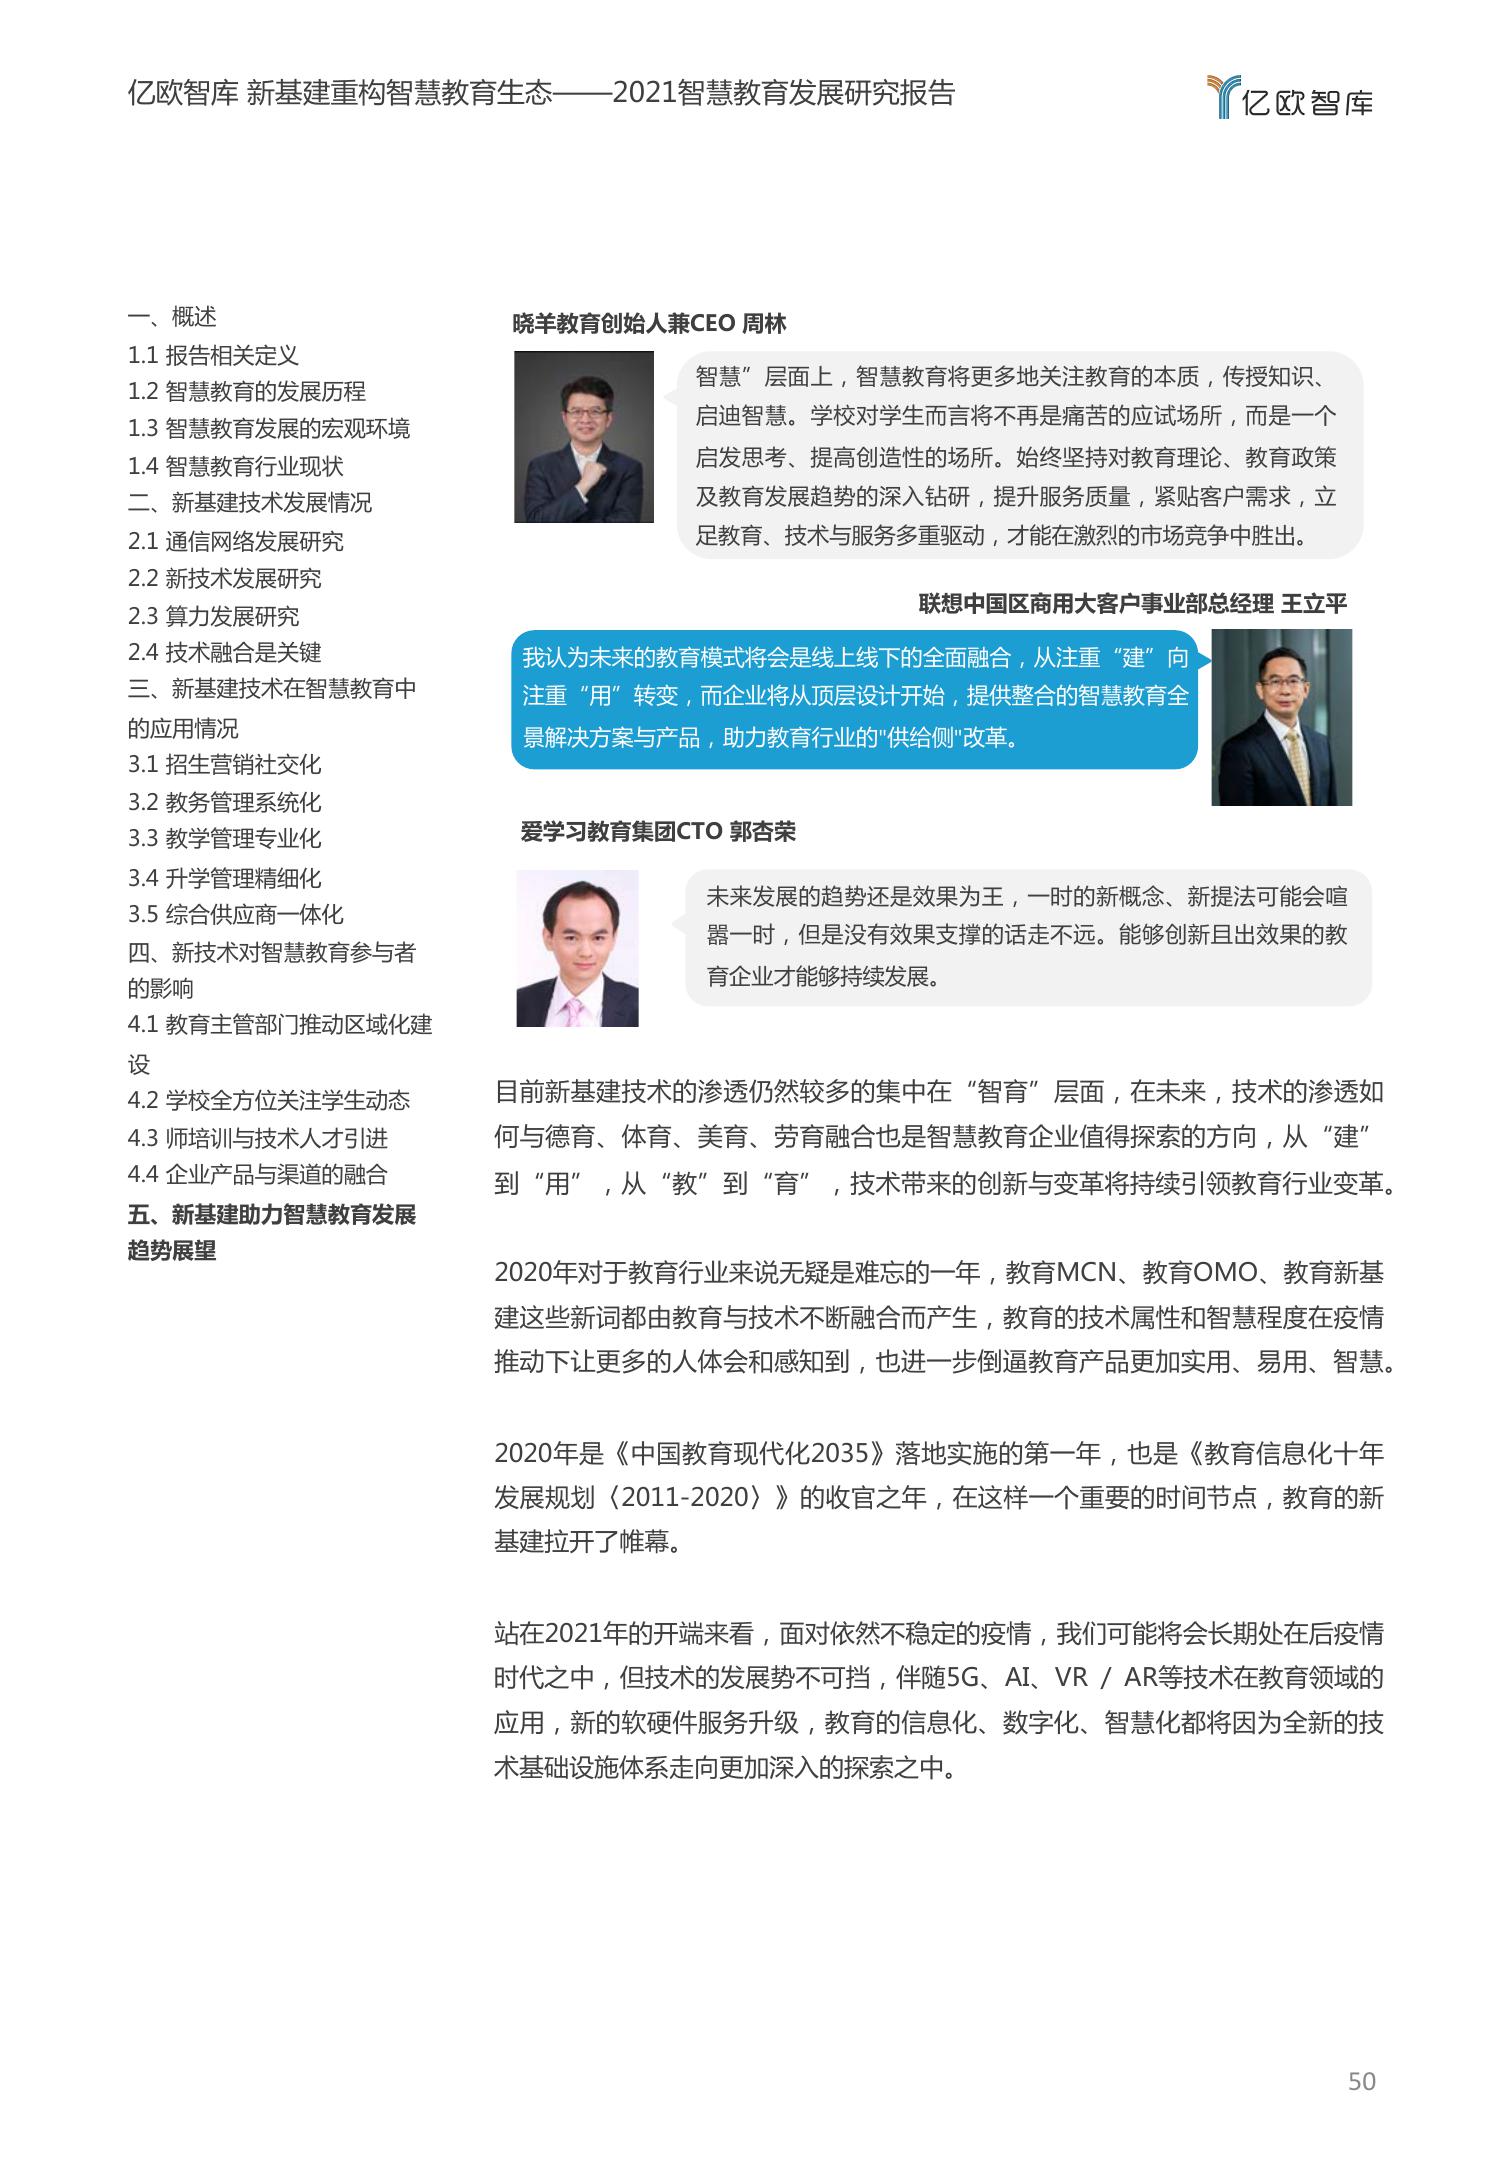 亿欧智库 新基建重构智慧教育生态——2021智慧教育发展研究报告
亿欧智库
一、概述
1.1 报告相关定义
1.2 智慧教育的发展历程
1.3 智慧教育发展的宏观环境
1.4 智慧教育行业现状
二、新基建技术发展情况
2.1 通信网络发展研究
2.2 新技术发展研究
2.3 算力发展研究
2.4 技术融合是关键
三、新基建技术在智慧教育中
的应用情况
3.1 招生营销社交化
3.2 教务管理系统化
3.3 教学管理专业化
3.4 升学管理精细化
3.5 综合供应商一体化
四、新技术对智慧教育参与者
的影响
4.1 教育主管部门推动区域化建
设
4.2 学校全方位关注学生动态
4.3 师培训与技术人才引进
4.4 企业产品与渠道的融合
五、新基建助力智慧教育发展
趋势展望
晓羊教育创始人兼CEO 周林
智慧”层面上，智慧教育将更多地关注教育的本质，传授知识、
启迪智慧。学校对学生而言将不再是痛苦的应试场所，而是一个
启发思考、提高创造性的场所。始终坚持对教育理论、教育政策
及教育发展趋势的深入钻研，提升服务质量，紧贴客户需求，立
足教育、技术与服务多重驱动，才能在激烈的市场竞争中胜出。
联想中国区商用大客户事业部总经理 王立平
我认为未来的教育模式将会是线上线下的全面融合，从注重“建”向
注重“用”转变，而企业将从顶层设计开始，提供整合的智慧教育全
景解决方案与产品，助力教育行业的"供给侧"改革。
爱学习教育集团CTO 郭杏荣
未来发展的趋势还是效果为王，一时的新概念、新提法可能会喧
嚣一时，但是没有效果支撑的话走不远。能够创新且出效果的教
育企业才能够持续发展。
目前新基建技术的渗透仍然较多的集中在“智育”层面，在未来，技术的渗透如
何与德育、体育、美育、劳育融合也是智慧教育企业值得探索的方向，从“建”
到“用”，从“教”到“育”，技术带来的创新与变革将持续引领教育行业变革。
2020年对于教育行业来说无疑是难忘的一年，教育MCN、教育OMO、教育新基
建这些新词都由教育与技术不断融合而产生，教育的技术属性和智慧程度在疫情
推动下让更多的人体会和感知到，也进一步倒逼教育产品更加实用、易用、智慧。
2020年是《中国教育现代化2035》落地实施的第一年，也是《教育信息化十年
发展规划〈2011-2020〉》的收官之年，在这样一个重要的时间节点，教育的新
基建拉开了帷幕。
站在2021年的开端来看，面对依然不稳定的疫情，我们可能将会长期处在后疫情
时代之中，但技术的发展势不可挡，伴随5G、AI、VR / AR等技术在教育领域的
应用，新的软硬件服务升级，教育的信息化、数字化、智慧化都将因为全新的技
术基础设施体系走向更加深入的探索之中。
50